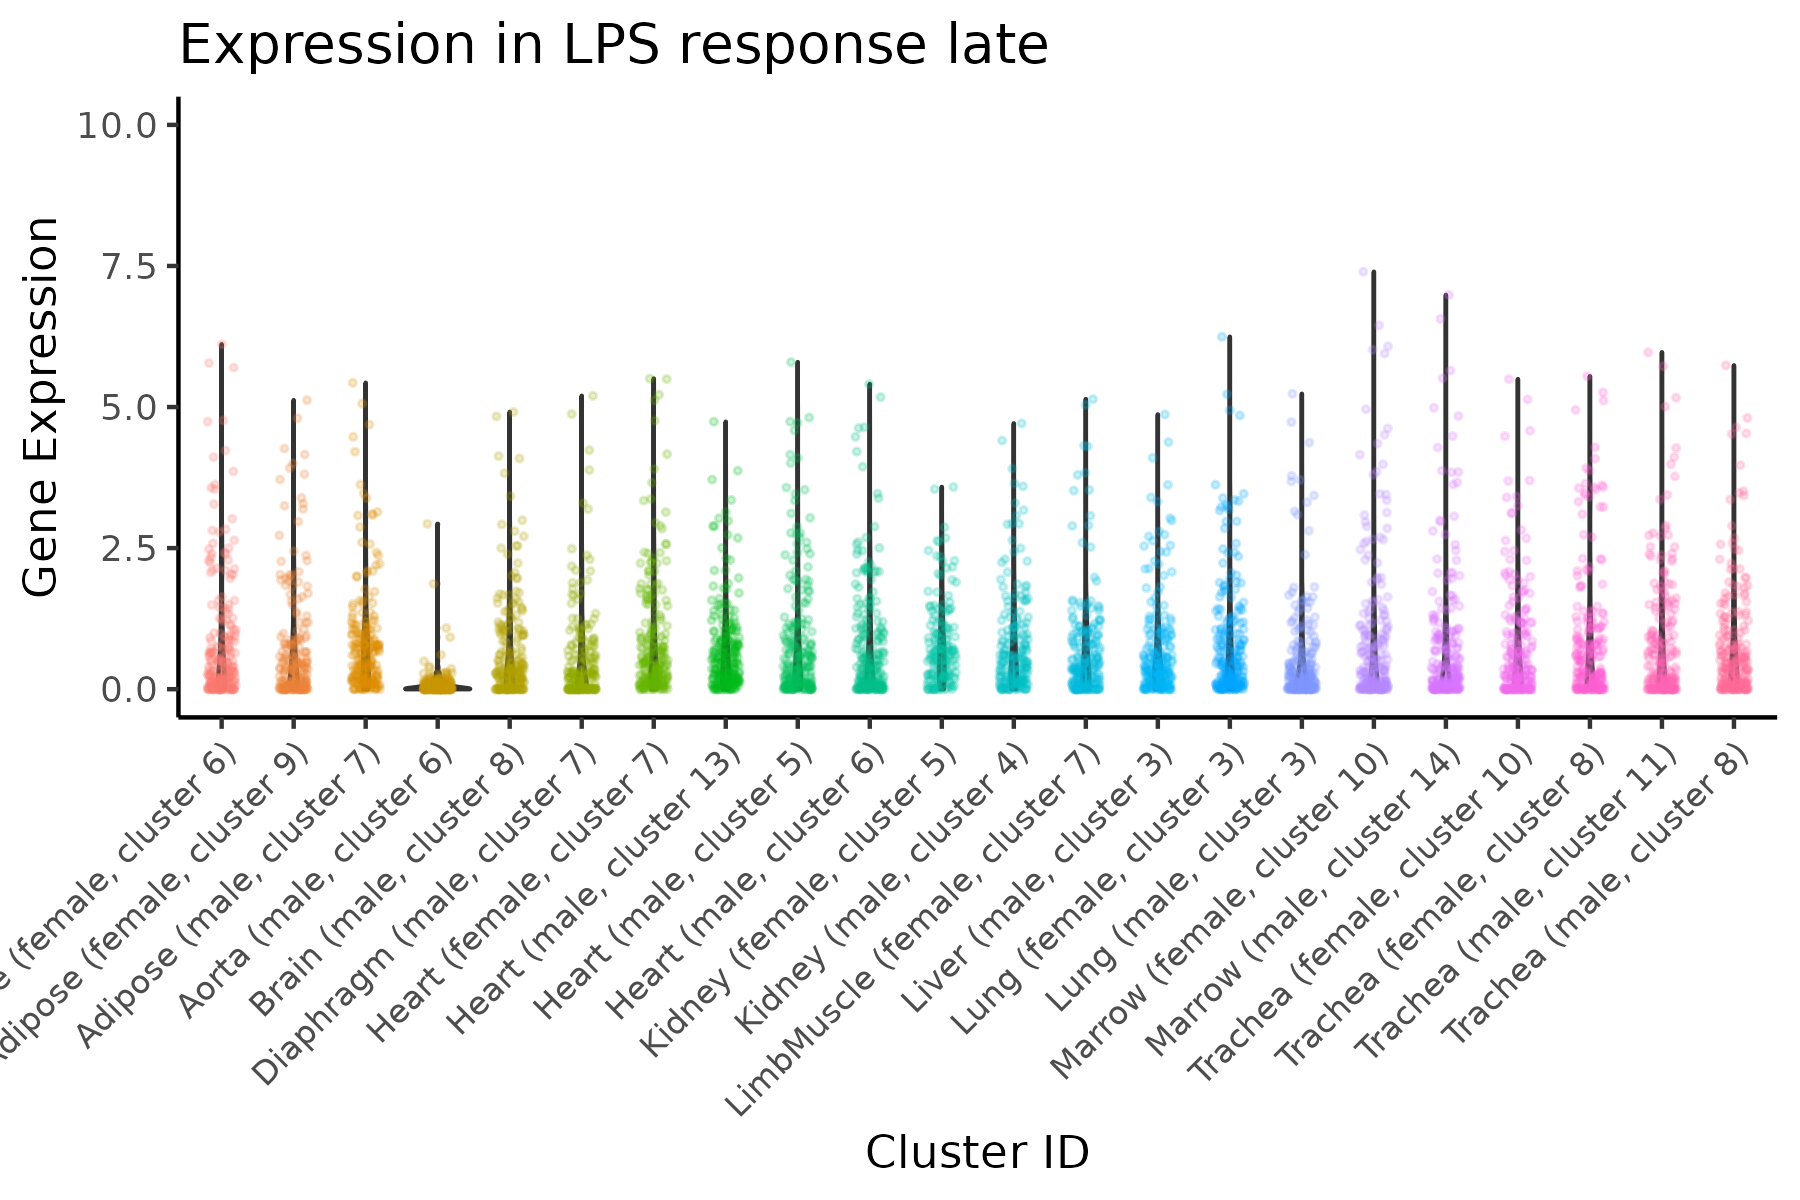 Expression in LPS response late
Gene Expression
10.0
7.5
5.0
2.5
0.0
(female, cluster 6)
(female, cluster 9)
Adipose (male, cluster 7)
Aorta (male, cluster 6)
Brain (male, cluster 8)
Diaphragm (male, cluster 7)
Heart (female, cluster 7)
Heart (male, cluster 13)
Heart (male, cluster 5)
Heart (male, cluster 6)
Kidney (female, cluster 5)
Kidney (male, cluster 4)
LimbMuscle (female, cluster 7)
Liver (male, cluster 3)
Lung (female, cluster 3)
Lung (male, cluster 3)
Marrow (female, cluster 10)
Marrow (male, cluster 14)
Trachea (female, cluster 10)
Trachea (female, cluster 8)
Trachea (male, cluster 11)
Trachea (male, cluster 8)
Cluster ID